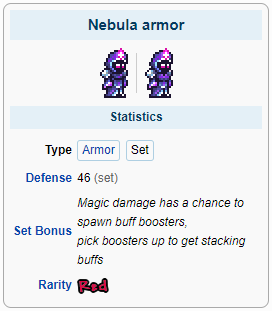 Nebula armor
Statistics
Type Armor Set
Defense 46 (set)
Set Bonus Magic damage has a chance to
spawn buff boosters,
pick boosters up to get stacking
buffs
Rarity Red